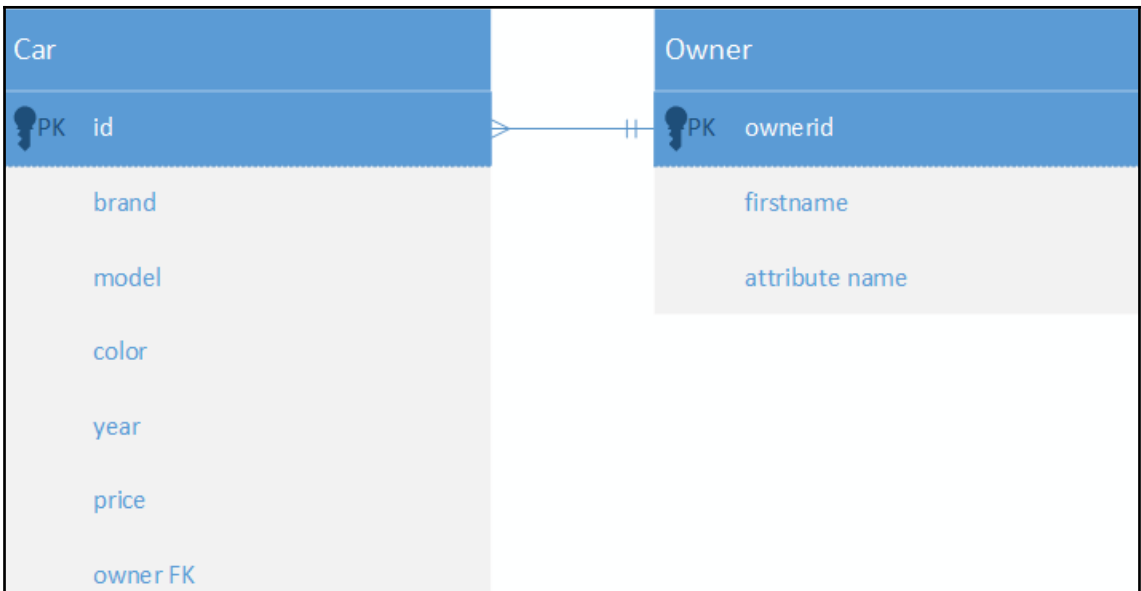 Car
PK id
brand
model
color
year
price
owner FK
Owner
PK ownerid
firstname
attribute name